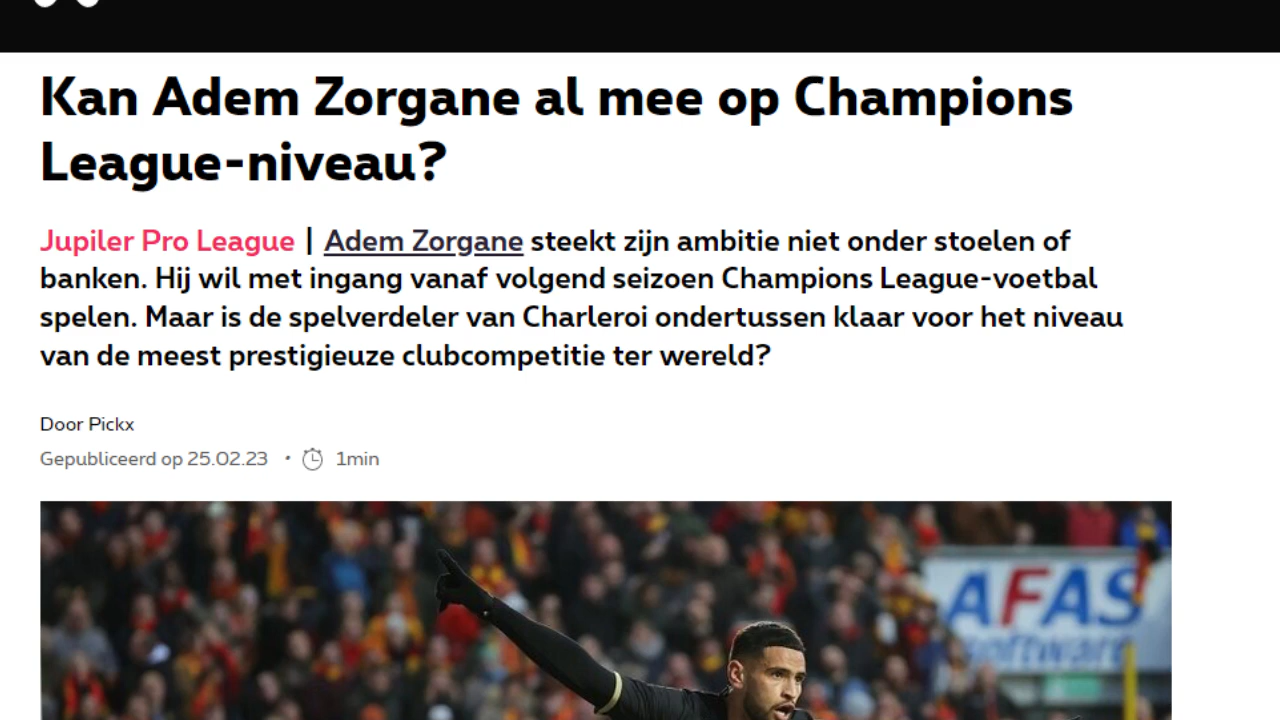 Kan Adem Zorgane al mee op Champions
League-niveau?
Jupiler Pro League | Adem Zorgane steekt zijn ambitie niet onder stoelen of
banken. Hij wil met ingang vanaf volgend seizoen Champions League-voetbal
spelen. Maar is de spelverdeler van Charleroi ondertussen klaar voor het niveau
van de meest prestigieuze clubcompetitie ter wereld?
Door Pickx
Gepubliceerd op 25.02.23 • 1min
AFAS
software